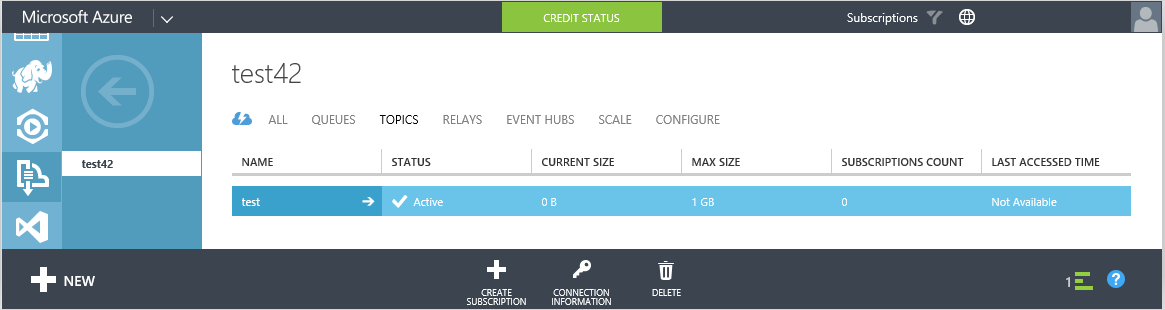 Microsoft Azure CREDIT STATUS Subscriptions
test42
ALL QUEUES TOPICS RELAYS EVENT HUBS SCALE CONFIGURE
test42
NAME STATUS CURRENT SIZE MAX SIZE SUBSCRIPTIONS COUNT LAST ACCESSED TIME
test Active 0 B 1 GB 0 Not Available
NEW
CREATE
SUBSCRIPTION
CONNECTION
INFORMATION
DELETE
1
?